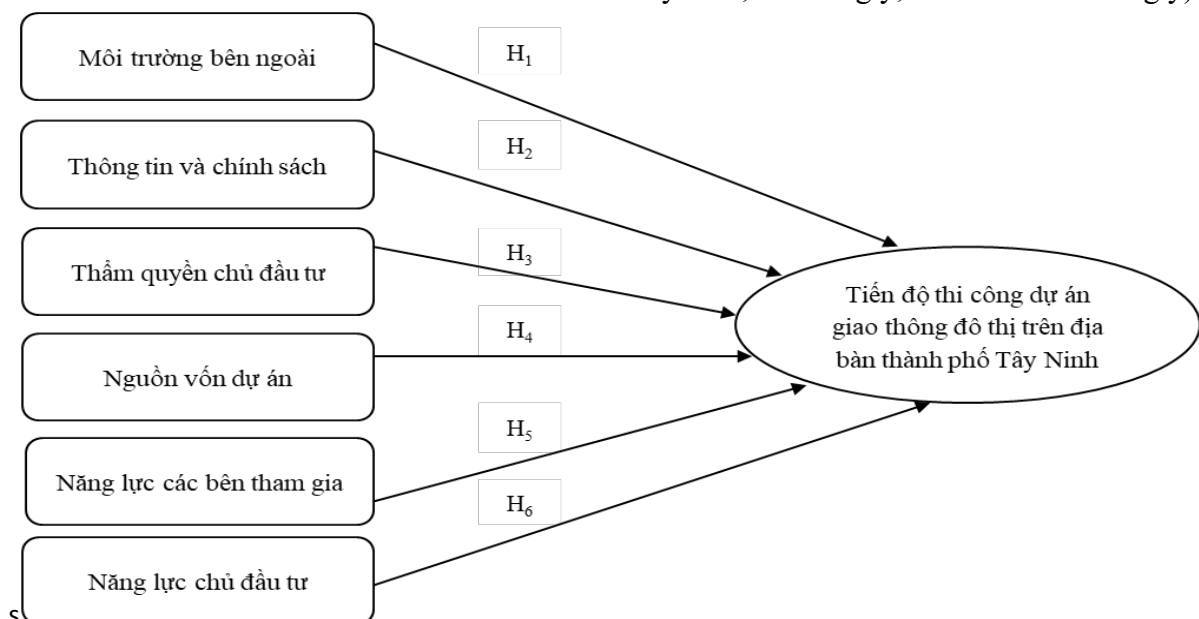 Môi trường bên ngoài
H₁
Thông tin và chính sách
H₂
Thẩm quyền chủ đầu tư
H₃
Tiến độ thi công dự án
giao thông đô thị trên địa
bàn thành phố Tây Ninh
Nguồn vốn dự án
H₄
Năng lực các bên tham gia
H₅
Năng lực chủ đầu tư
H₆
s